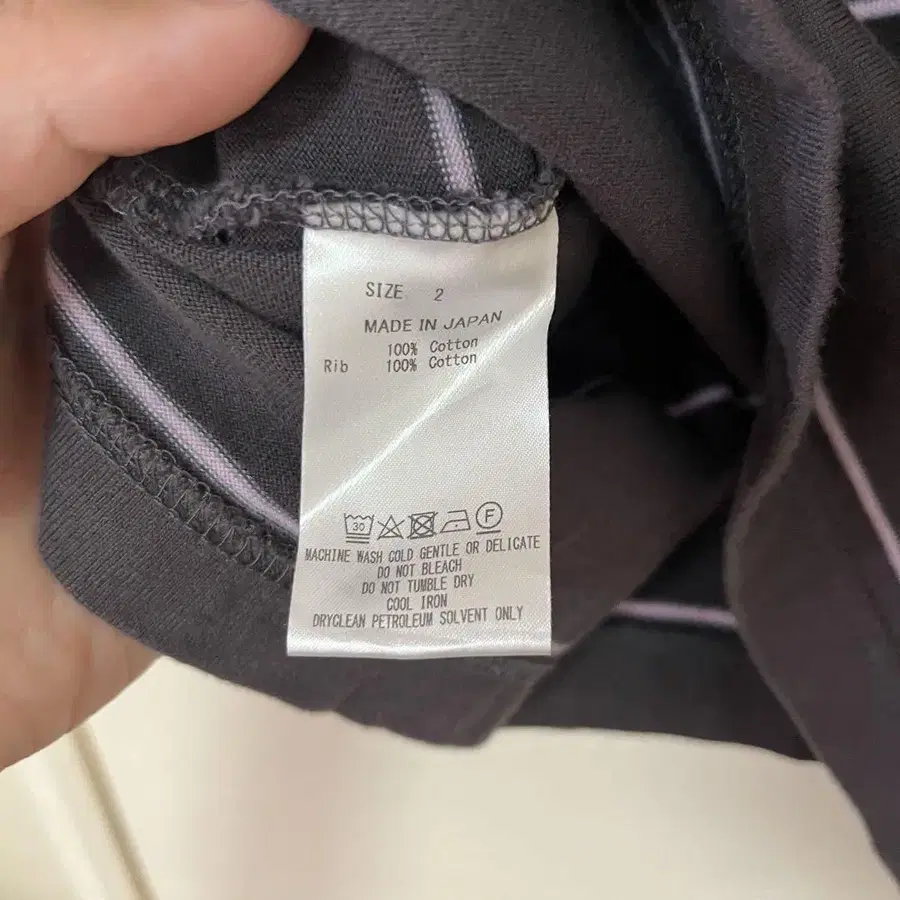 SIZE 2
MADE IN JAPAN
100% Cotton
Rib 100% Cotton
30 F
MACHINE WASH COLD GENTLE OR DELICATE
DO NOT BLEACH
DO NOT TUMBLE DRY
COOL IRON
DRYCLEAN PETROLEUM SOLVENT ONLY